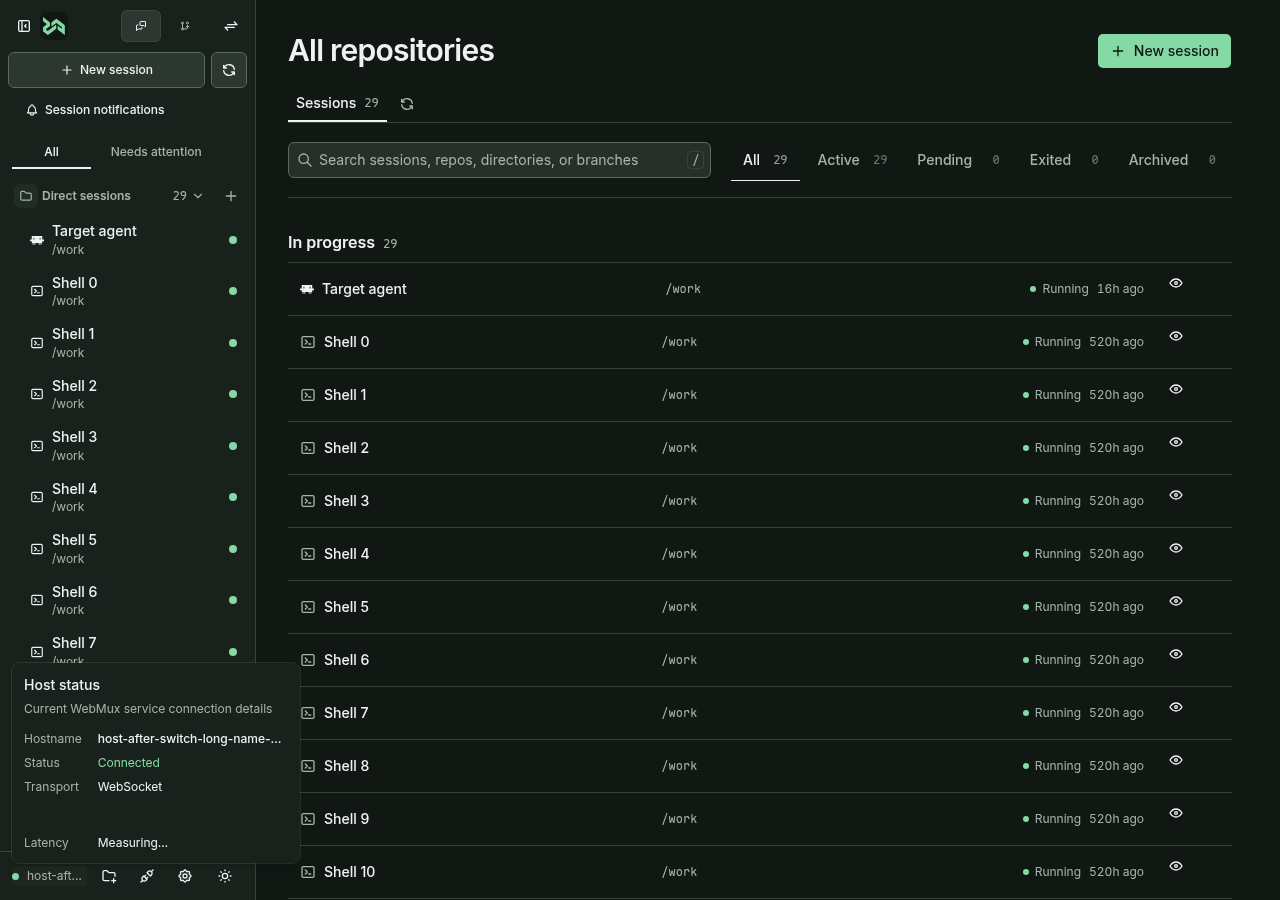 New session
Session notifications
All
Needs attention
Direct sessions 29
Target agent
/work
Shell 0
/work
Shell 1
/work
Shell 2
/work
Shell 3
/work
Shell 4
/work
Shell 5
/work
Shell 6
/work
Shell 7
/work
Host status
Current WebMux service connection details
Hostname host-after-switch-long-name-...
Status Connected
Transport WebSocket
Latency Measuring...
host-aft...
All repositories
New session
Sessions 29
Search sessions, repos, directories, or branches /
All 29 Active 29 Pending 0 Exited 0 Archived 0
In progress 29
Target agent /work Running 16h ago
Shell 0 /work Running 520h ago
Shell 1 /work Running 520h ago
Shell 2 /work Running 520h ago
Shell 3 /work Running 520h ago
Shell 4 /work Running 520h ago
Shell 5 /work Running 520h ago
Shell 6 /work Running 520h ago
Shell 7 /work Running 520h ago
Shell 8 /work Running 520h ago
Shell 9 /work Running 520h ago
Shell 10 /work Running 520h ago